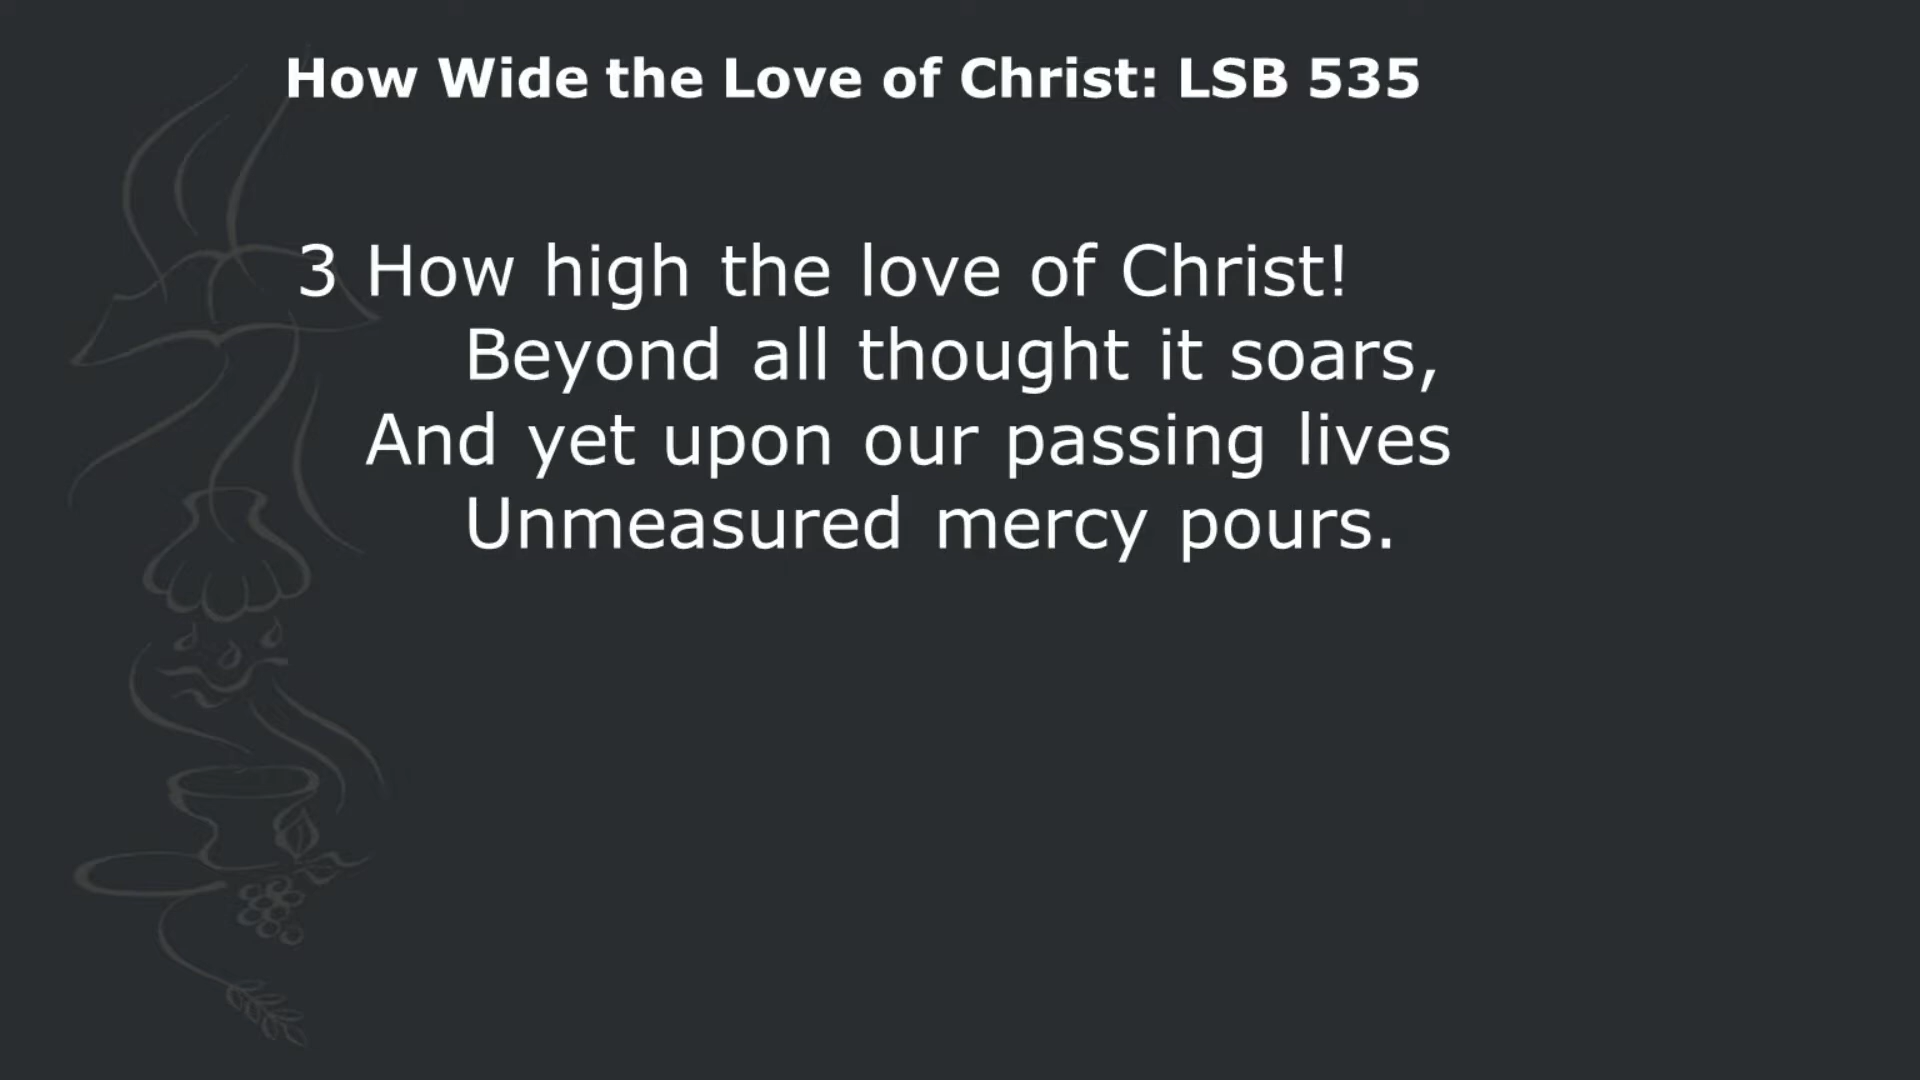 How Wide the Love of Christ: LSB 535
3 How high the love of Christ!
Beyond all thought it soars,
And yet upon our passing lives
Unmeasured mercy pours.